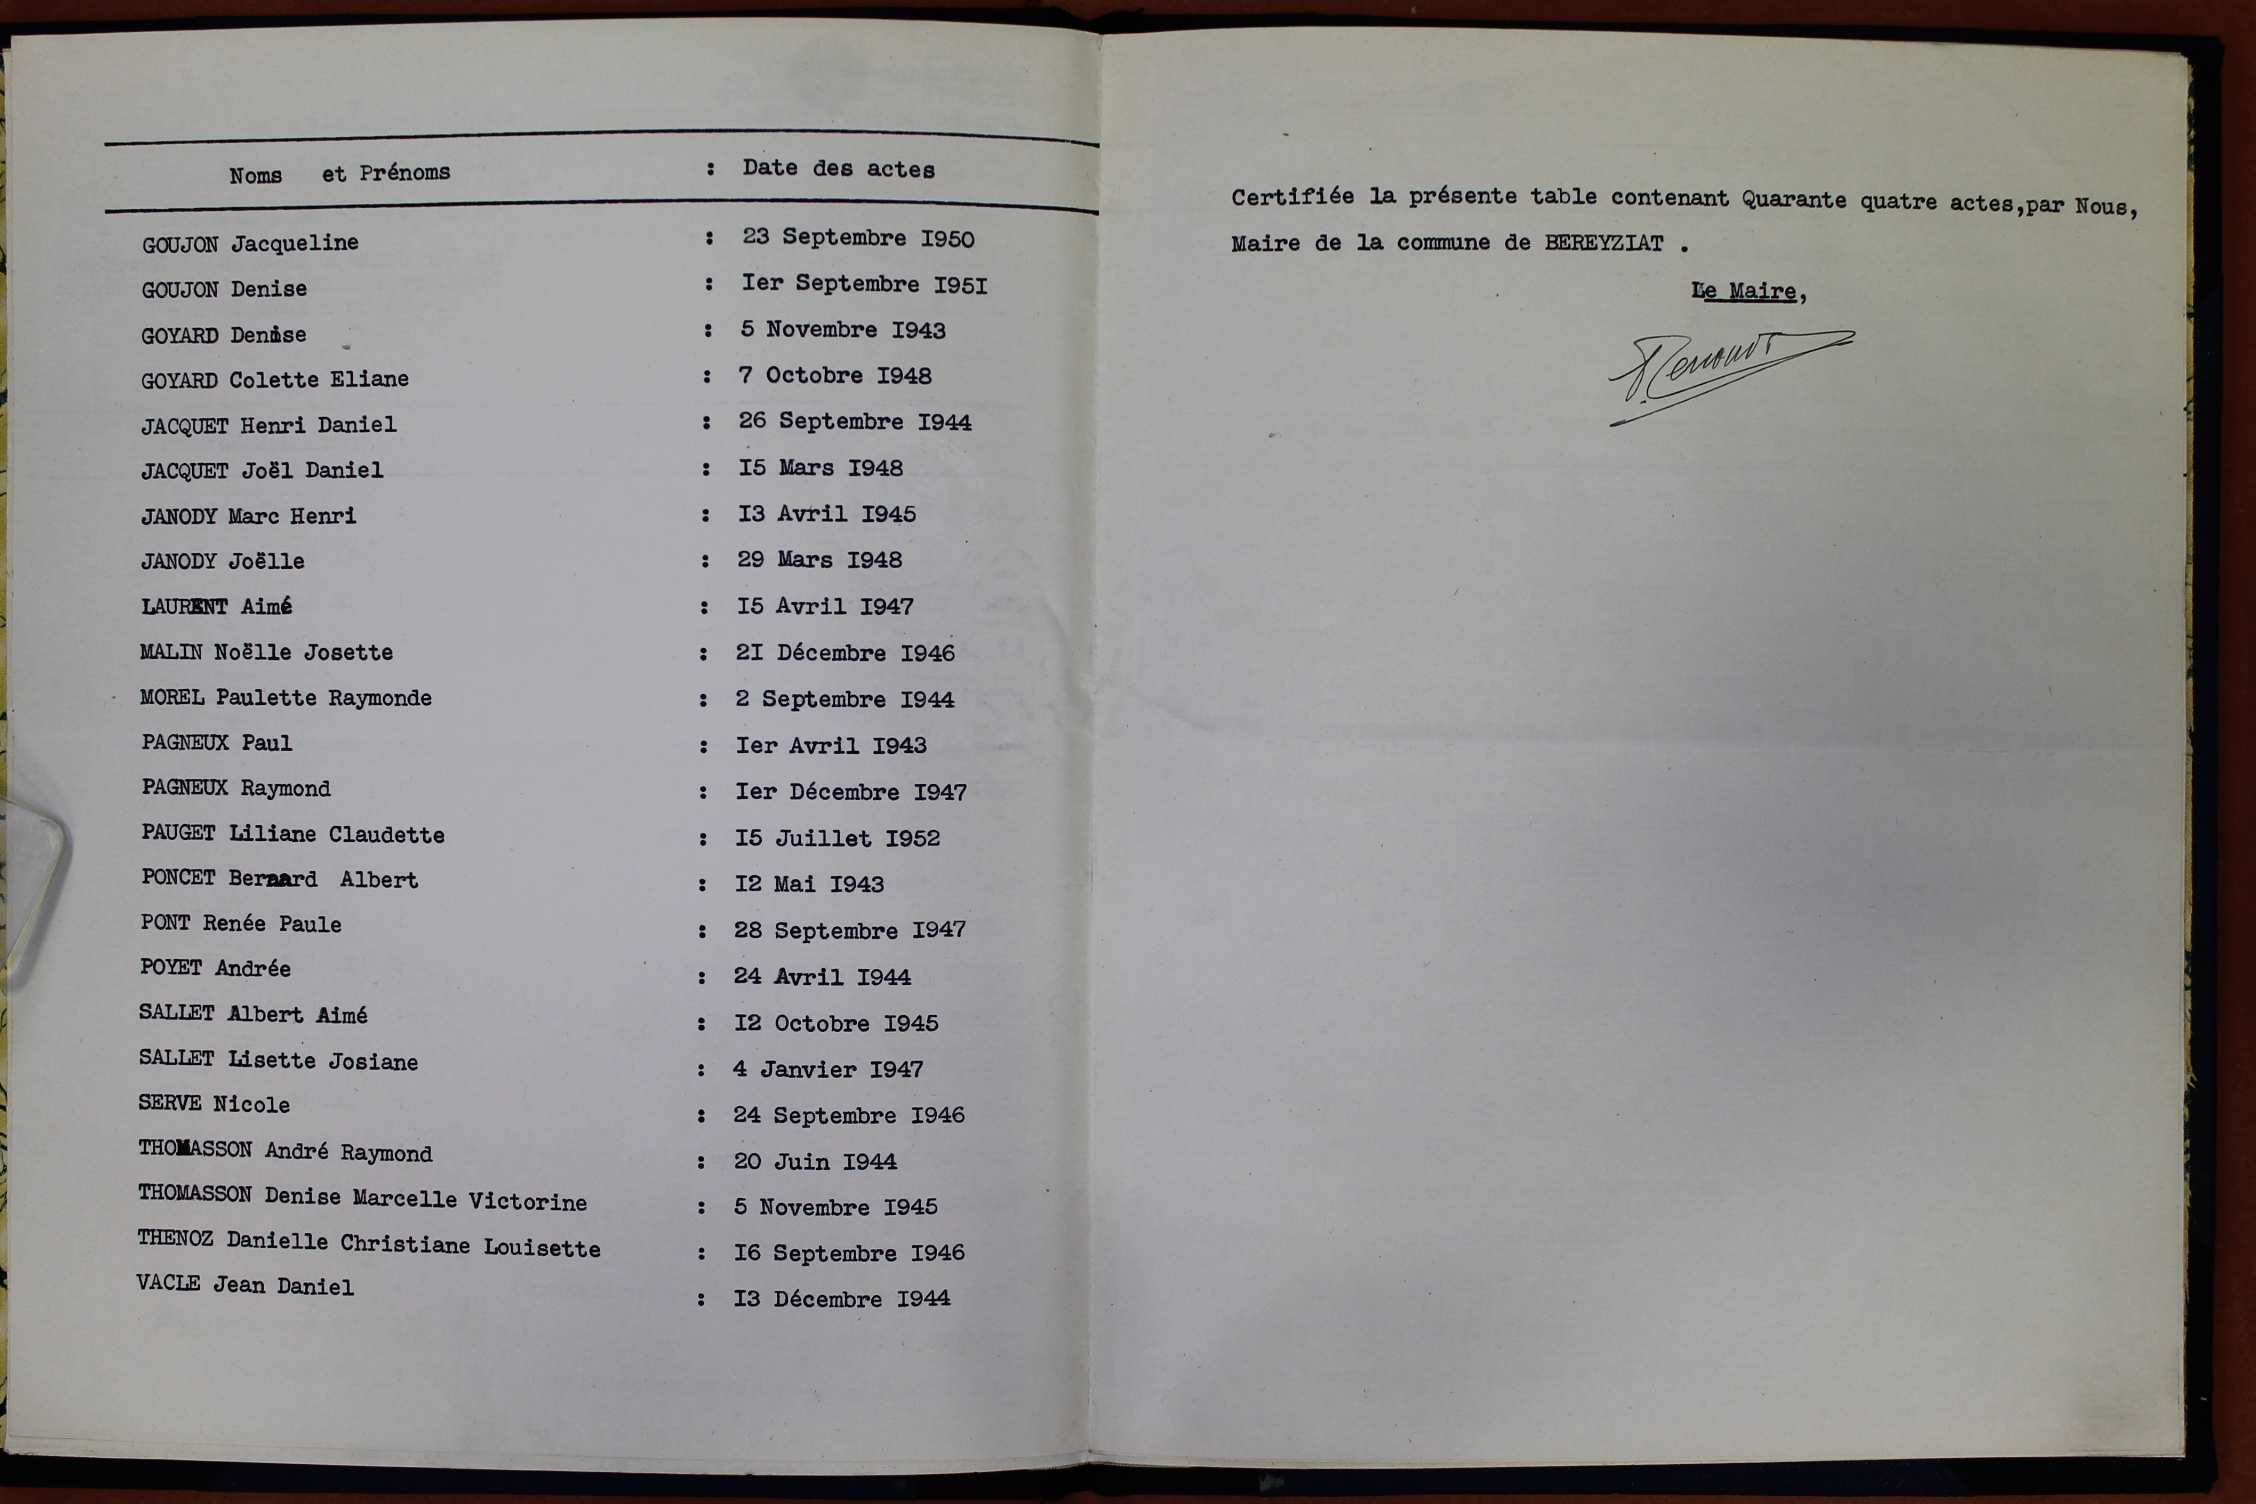 Noms et Prénoms : Date des actes
GOUJON Jacqueline : 23 Septembre I950
GOUJON Denise : Ier Septembre I95I
GOYARD Denise : 5 Novembre I943
GOYARD Colette Eliane : 7 Octobre I948
JACQUET Henri Daniel : 26 Septembre I944
JACQUET Joël Daniel : I5 Mars I948
JANODY Marc Henri : I3 Avril I945
JANODY Joëlle : 29 Mars I948
LAURENT Aimé : I5 Avril I947
MALIN Noëlle Josette : 2I Décembre I946
MOREL Paulette Raymonde : 2 Septembre I944
PAGNEUX Paul : Ier Avril I943
PAGNEUX Raymond : Ier Décembre I947
PAUGET Liliane Claudette : I5 Juillet I952
PONCET Bernard Albert : I2 Mai I943
PONT Renée Paule : 28 Septembre I947
POYET Andrée : 24 Avril I944
SALLET Albert Aimé : I2 Octobre I945
SALLET Lisette Josiane : 4 Janvier I947
SERVE Nicole : 24 Septembre I946
THOMASSON André Raymond : 20 Juin I944
THOMASSON Denise Marcelle Victorine : 5 Novembre I945
THENOZ Danielle Christiane Louisette : I6 Septembre I946
VACLE Jean Daniel : I3 Décembre I944
Certifiée la présente table contenant Quarante quatre actes,par Nous,
Maire de la commune de BEREYZIAT .
Le Maire,